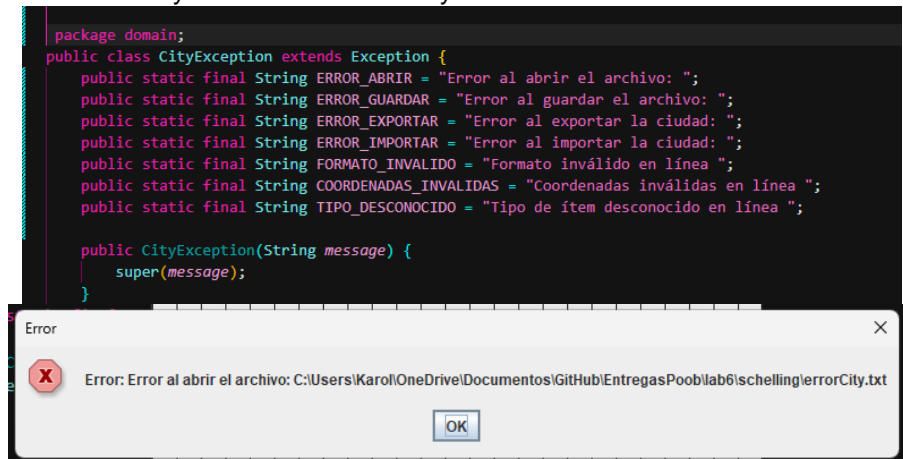 package domain;
public class CityException extends Exception {
public static final String ERROR_ABRIR = "Error al abrir el archivo: ";
public static final String ERROR_GUARDAR = "Error al guardar el archivo: ";
public static final String ERROR_EXPORTAR = "Error al exportar la ciudad: ";
public static final String ERROR_IMPORTAR = "Error al importar la ciudad: ";
public static final String FORMATO_INVALIDO = "Formato inválido en línea ";
public static final String COORDENADAS_INVALIDAS = "Coordenadas inválidas en línea ";
public static final String TIPO_DESCONOCIDO = "Tipo de ítem desconocido en línea ";
public CityException(String message) {
super(message);
}
Error
Error: Error al abrir el archivo: C:\Users\Karol\OneDrive\Documentos\GitHub\EntregasPoob\lab6\schelling\errorCity.txt
OK